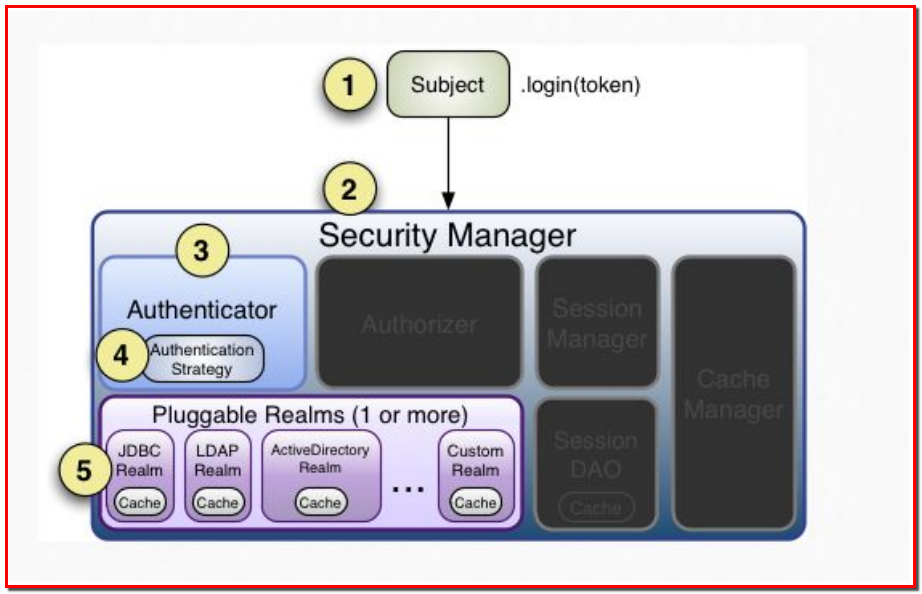 1
Subject
.login(token)
2
Security Manager
3
Authenticator
4
Authentication
Strategy
Authorizer
Session
Manager
Cache
Manager
Pluggable Realms (1 or more)
5
JDBC
Realm
Cache
LDAP
Realm
Cache
ActiveDirectory
Realm
Cache
...
Custom
Realm
Cache
Session
DAO
Cache